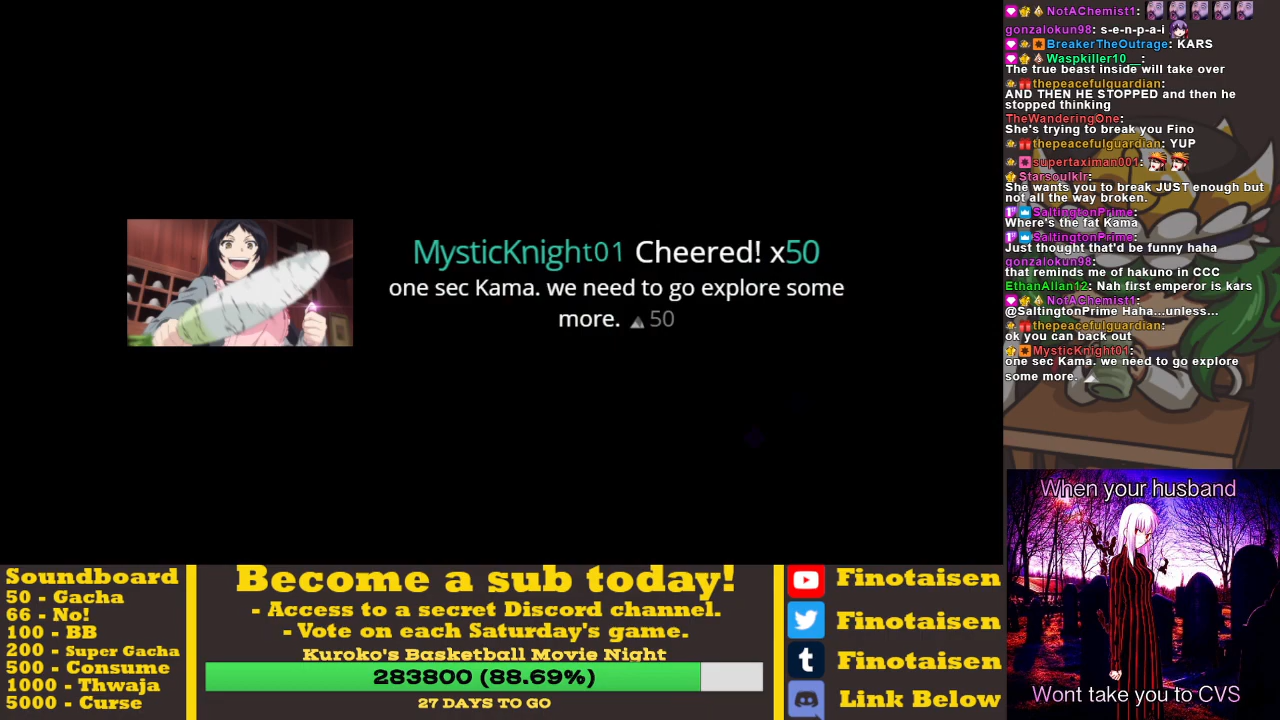 MysticKnight01 Cheered! x50
one sec Kama. we need to go explore some
more. 50
NotAChemist1:
gonzalokun98: s-e-n-p-a-i
BreakerTheOutrage: KARS
Waspkiller10__:
The true beast inside will take over
thepeacefulguardian:
AND THEN HE STOPPED and then he
stopped thinking
TheWanderingOne:
She's trying to break you Fino
thepeacefulguardian: YUP
supertaximan001:
Starsoulklr:
She wants you to break JUST enough but
not all the way broken.
SaltingtonPrime:
Where's the fat Kama
SaltingtonPrime:
Just thought that'd be funny haha
gonzalokun98:
that reminds me of hakuno in CCC
EthanAllan12: Nah first emperor is kars
NotAChemist1:
@SaltingtonPrime Haha...unless...
thepeacefulguardian:
ok you can back out
MysticKnight01:
one sec Kama. we need to go explore
some more.
When your husband
Wont take you to CVS
Soundboard
50 - Gacha
66 - No!
100 - BB
200 - Super Gacha
500 - Consume
1000 - Thwaja
5000 - Curse
Become a sub today!
- Access to a secret Discord channel.
- Vote on each Saturday's game.
Kuroko's Basketball Movie Night
283800 (88.69%)
27 DAYS TO GO
Finotaisen
Finotaisen
Finotaisen
Link Below